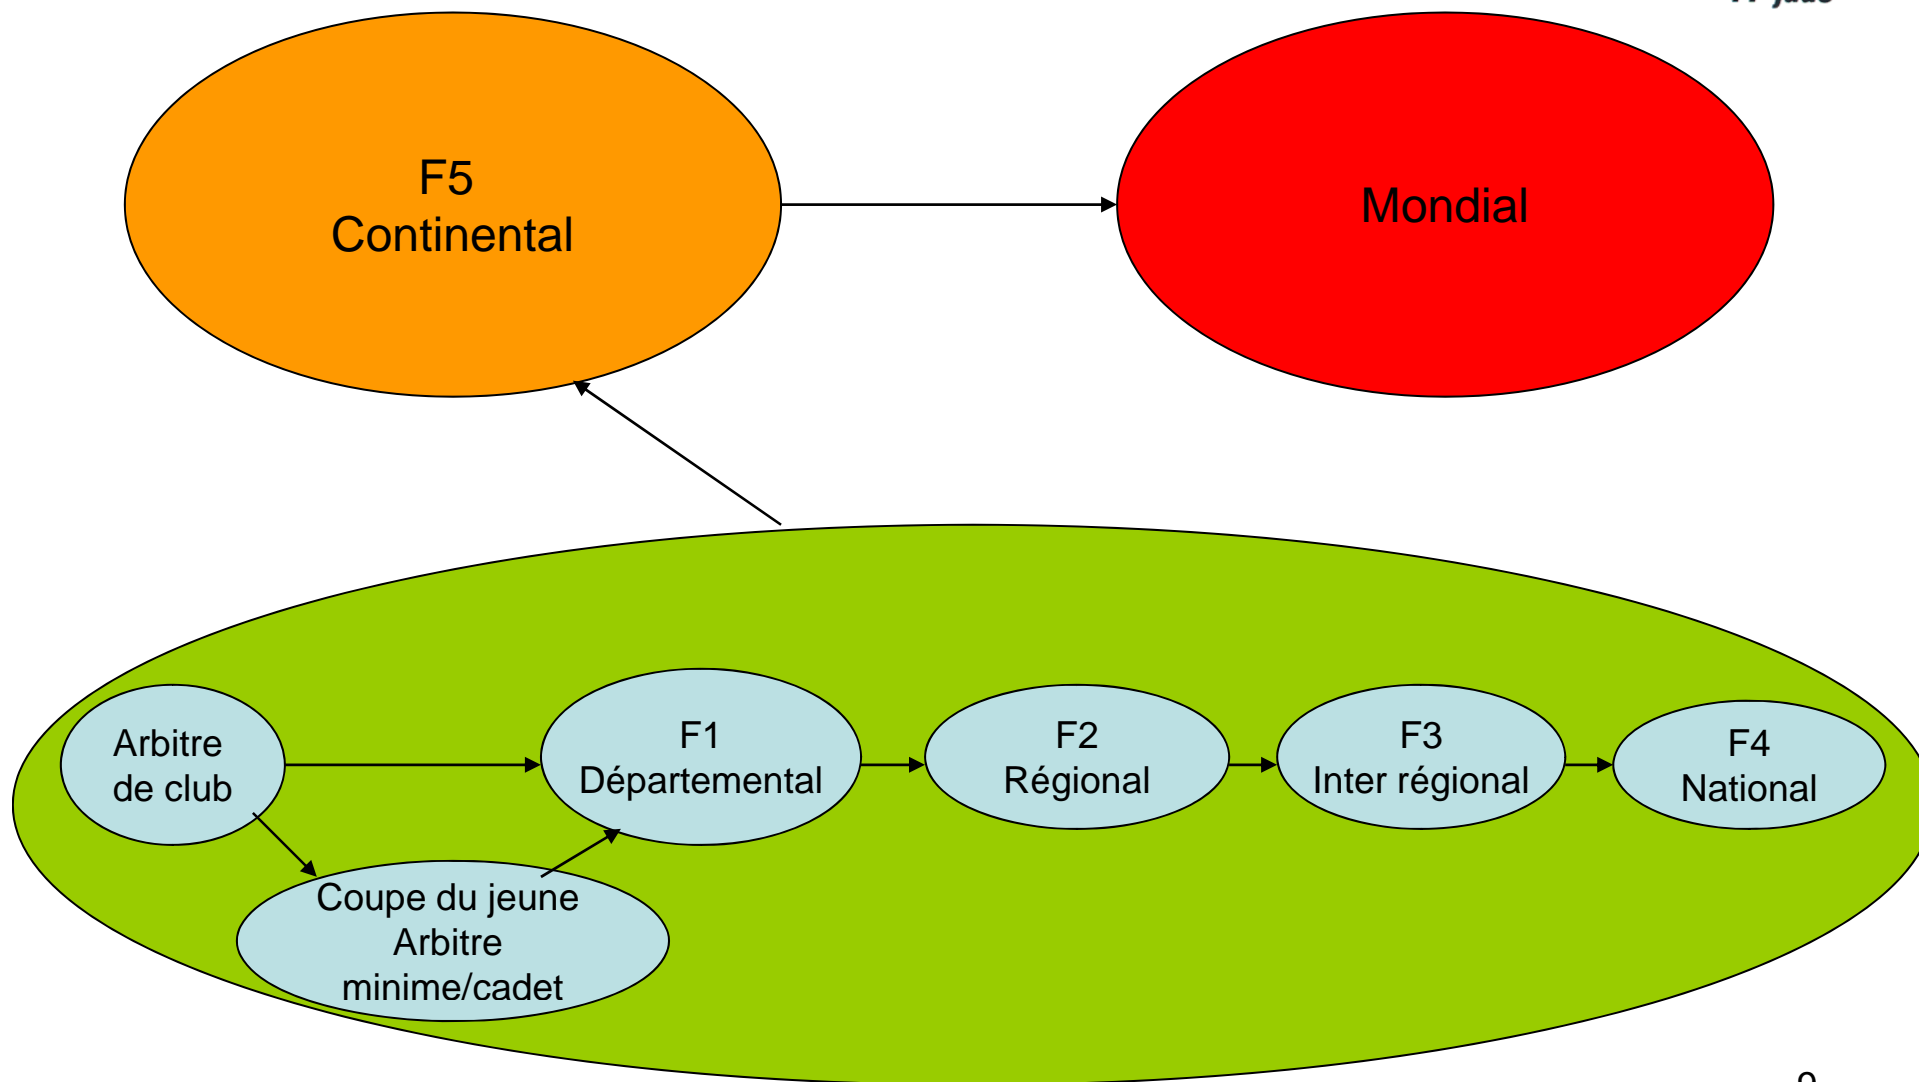 F5
Continental
Mondial
Arbitre
de club
F1
Départemental
F2
Régional
F3
Inter régional
F4
National
Coupe du jeune
Arbitre
minime/cadet